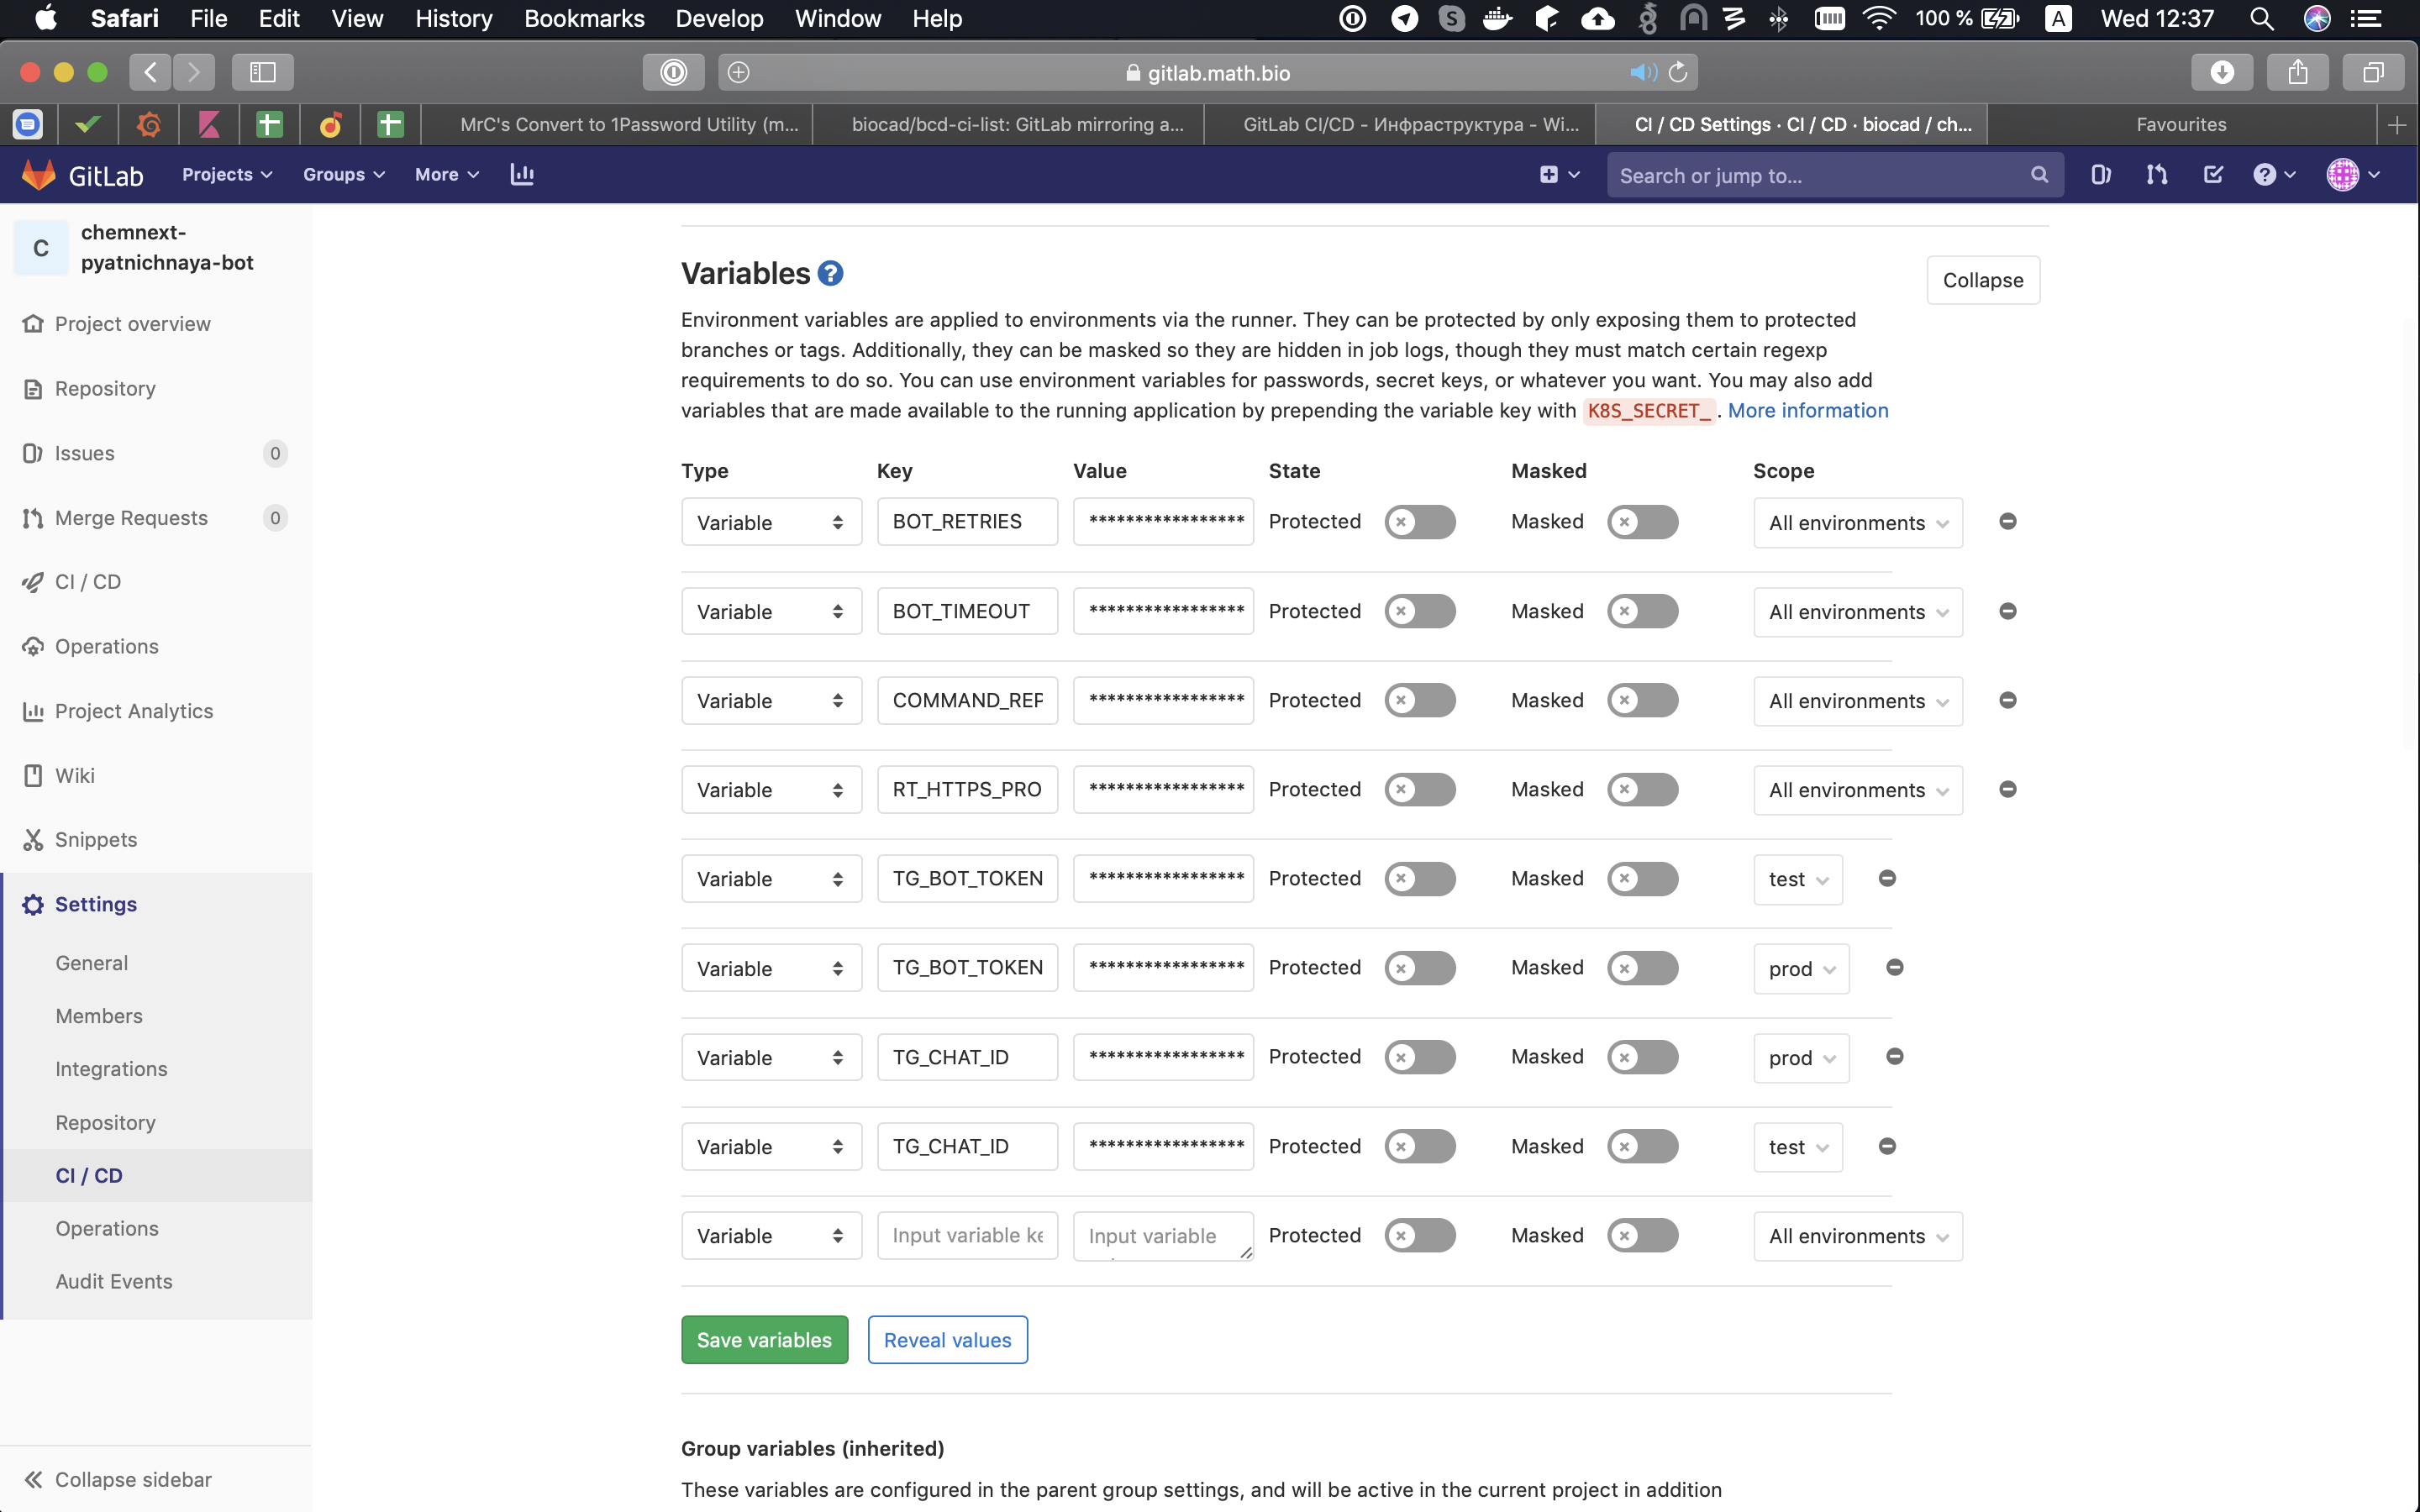 Safari File Edit View History Bookmarks Develop Window Help 100 % A Wed 12:37
gitlab.math.bio
MrC's Convert to 1Password Utility (m... biocad/bcd-ci-list: GitLab mirroring a... GitLab CI/CD - Инфраструктура - Wi... CI / CD Settings · CI / CD · biocad / ch... Favourites
GitLab Projects Groups More Search or jump to...
C chemnext-
pyatnichnaya-bot
Project overview
Repository
Issues 0
Merge Requests 0
CI / CD
Operations
Project Analytics
Wiki
Snippets
Settings
General
Members
Integrations
Repository
CI / CD
Operations
Audit Events
Collapse sidebar
Variables ?
Collapse
Environment variables are applied to environments via the runner. They can be protected by only exposing them to protected
branches or tags. Additionally, they can be masked so they are hidden in job logs, though they must match certain regexp
requirements to do so. You can use environment variables for passwords, secret keys, or whatever you want. You may also add
variables that are made available to the running application by prepending the variable key with K8S_SECRET_ . More information
Type Key Value State Masked Scope
Variable BOT_RETRIES ***************** Protected Masked All environments
Variable BOT_TIMEOUT ***************** Protected Masked All environments
Variable COMMAND_REP ***************** Protected Masked All environments
Variable RT_HTTPS_PRO ***************** Protected Masked All environments
Variable TG_BOT_TOKEN ***************** Protected Masked test
Variable TG_BOT_TOKEN ***************** Protected Masked prod
Variable TG_CHAT_ID ***************** Protected Masked prod
Variable TG_CHAT_ID ***************** Protected Masked test
Variable Input variable ke Input variable Protected Masked All environments
Save variables Reveal values
Group variables (inherited)
These variables are configured in the parent group settings, and will be active in the current project in addition